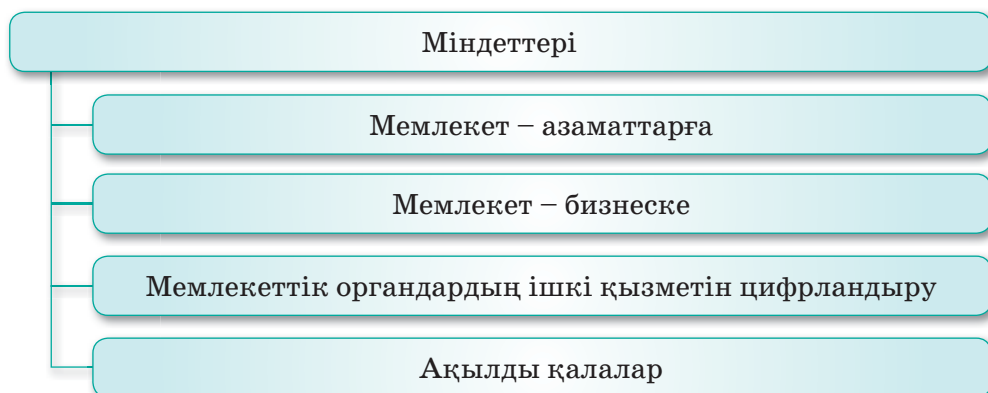 Міндеттері
Мемлекет – азаматтарға
Мемлекет – бизнеске
Мемлекеттік органдардың ішкі қызметін цифрландыру
Ақылды қалалар